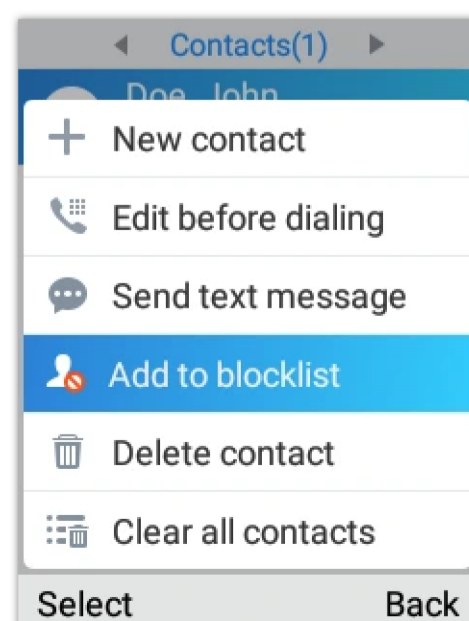 Contacts(1)
Doe, John
New contact
Edit before dialing
Send text message
Add to blocklist
Delete contact
Clear all contacts
Select Back